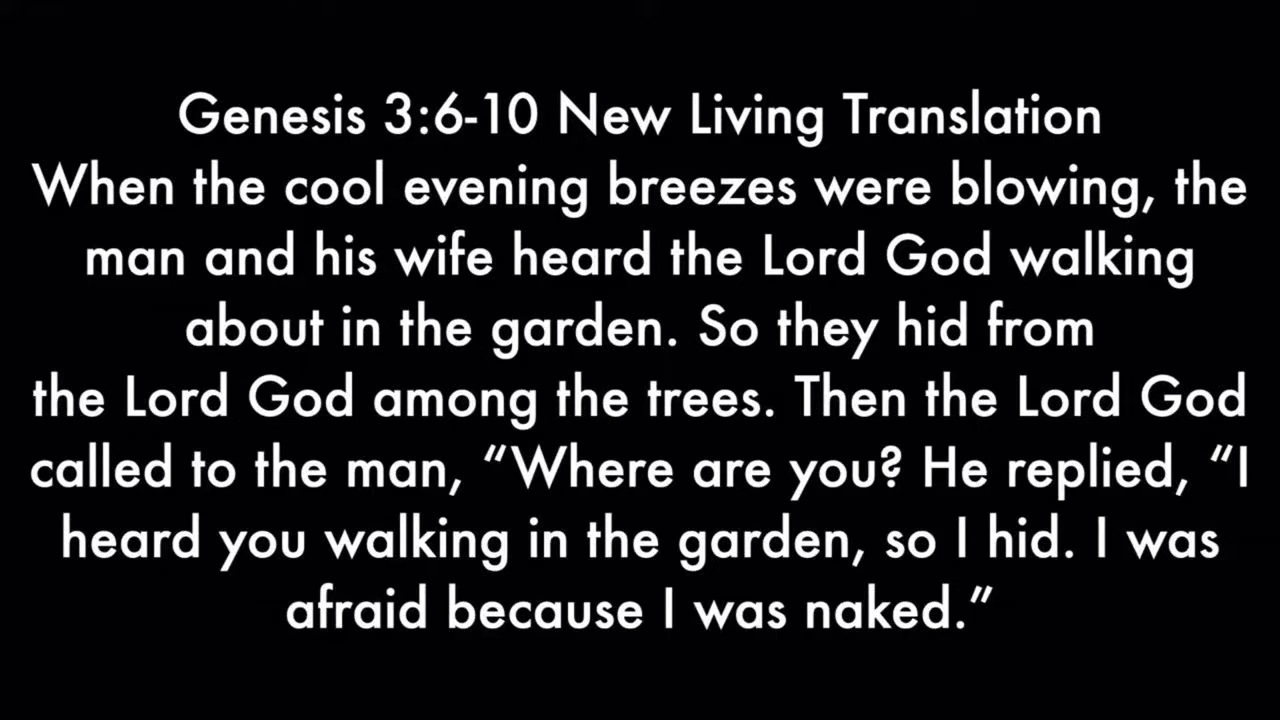 Genesis 3:6-10 New Living Translation
When the cool evening breezes were blowing, the
man and his wife heard the Lord God walking
about in the garden. So they hid from
the Lord God among the trees. Then the Lord God
called to the man, “Where are you? He replied, “I
heard you walking in the garden, so I hid. I was
afraid because I was naked.”